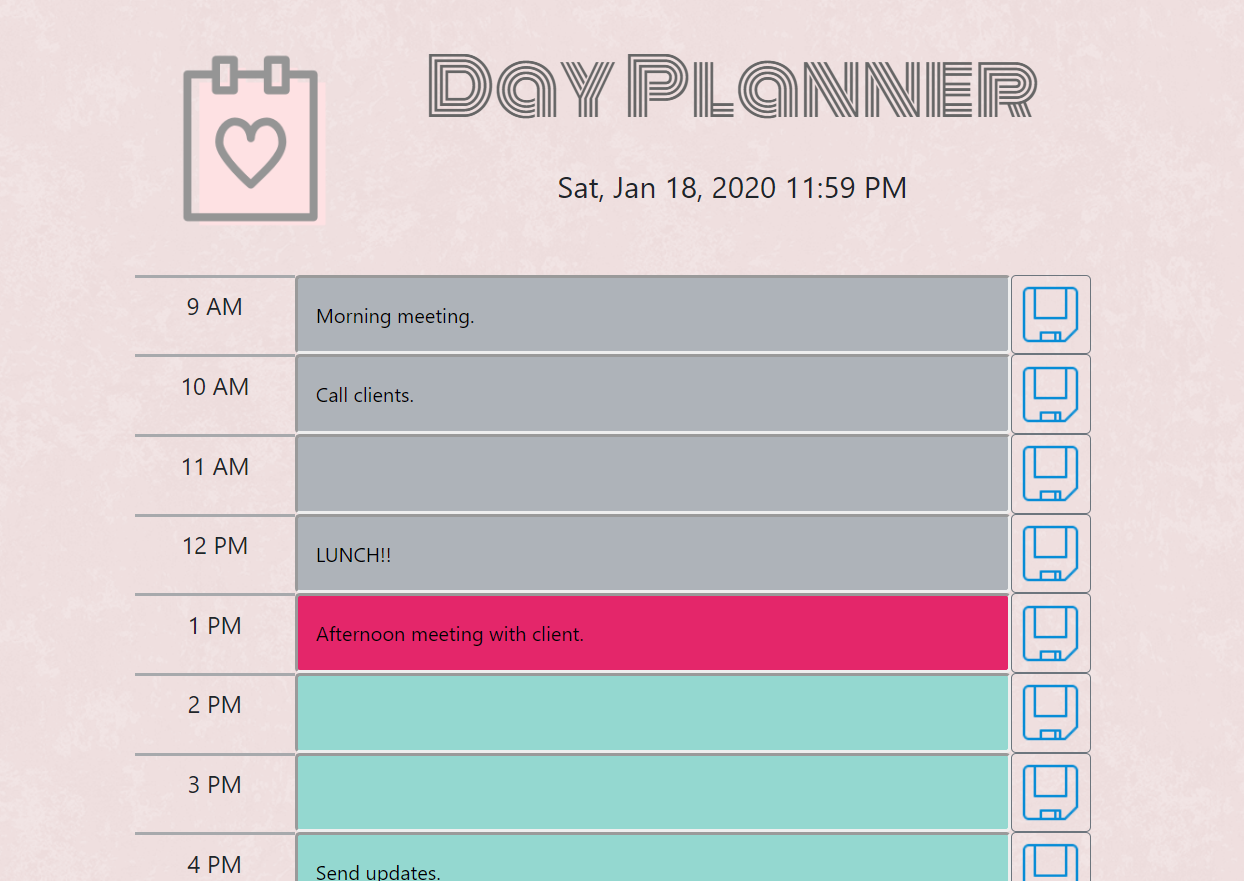 Day Planner
Sat, Jan 18, 2020 11:59 PM
9 AM
Morning meeting.
10 AM
Call clients.
11 AM
12 PM
LUNCH!!
1 PM
Afternoon meeting with client.
2 PM
3 PM
4 PM
Send updates.